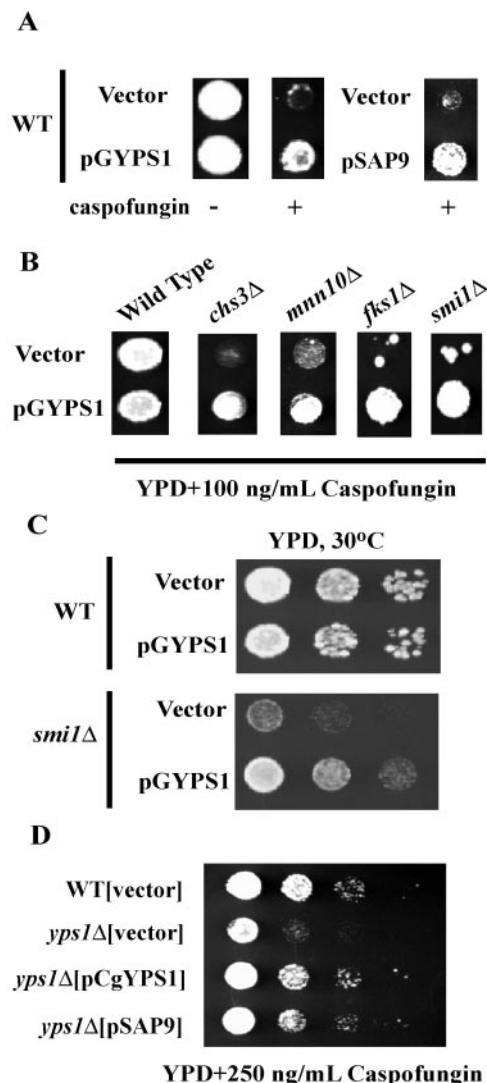 A
WT
Vector
pGYPS1
Vector
pSAP9
caspofungin - + +
B
Wild Type chs3Δ mnn10Δ fks1Δ smi1Δ
Vector
pGYPS1
YPD+100 ng/mL Caspofungin
C
YPD, 30ºC
WT
Vector
pGYPS1
smi1Δ
Vector
pGYPS1
D
WT[vector]
yps1Δ[vector]
yps1Δ[pCgYPS1]
yps1Δ[pSAP9]
YPD+250 ng/mL Caspofungin